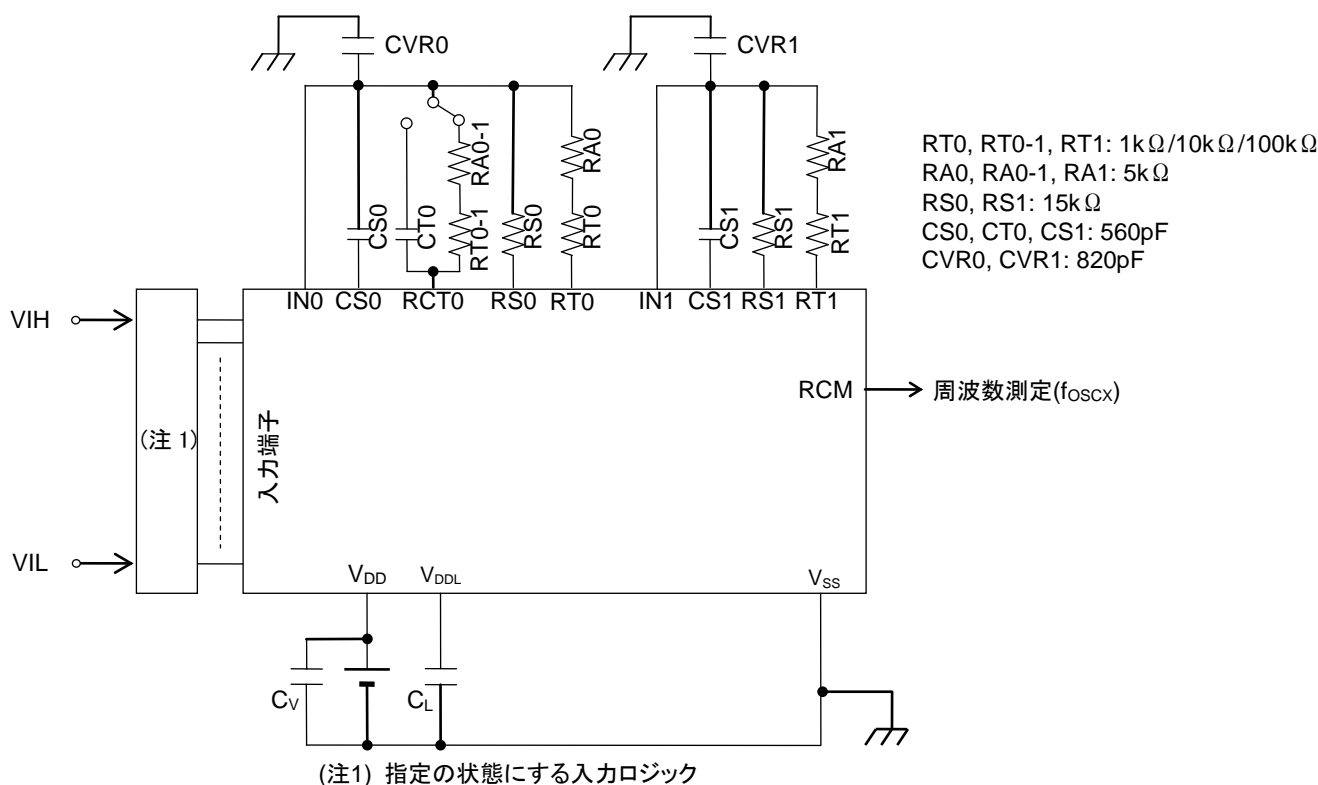 CVR0
CVR1
RA0-1
RA0
RA1
CS0
CT0
RT0-1
RS0
RT0
CS1
RS1
RT1
RT0, RT0-1, RT1: 1kΩ/10kΩ/100kΩ
RA0, RA0-1, RA1: 5kΩ
RS0, RS1: 15kΩ
CS0, CT0, CS1: 560pF
CVR0, CVR1: 820pF
IN0 CS0 RCT0 RS0 RT0
IN1 CS1 RS1 RT1
VIH
RCM
周波数測定(fOSCX)
(注 1)
入力端子
VIL
VDD
VDDL
VSS
CV
CL
(注1) 指定の状態にする入力ロジック